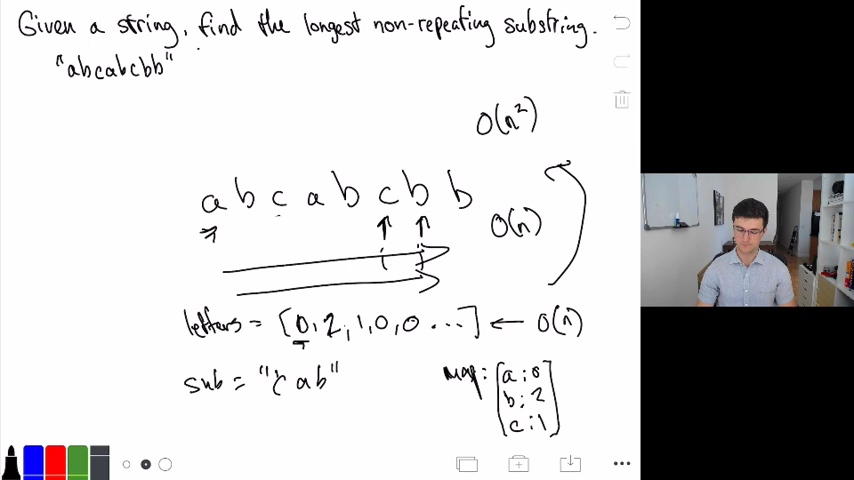 Given a string, find the longest non-repeating substring.
"abcabcbb"
O(n²)
a b c a b c b b
O(n)
letters = [0, 2, 1, 0, 0 ...] ← O(n)
sub = "c a b"
map: [a : 0
b : 2
c : 1]